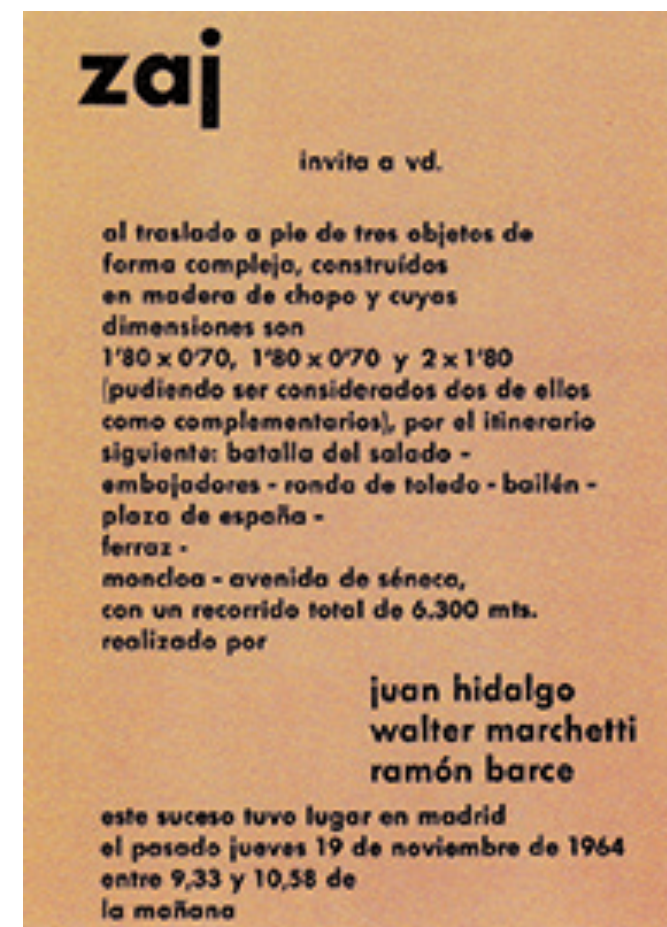 zaj
invita a vd.
al traslado a pie de tres objetos de
forma compleja, construídos
en madera de chopo y cuyas
dimensiones son
1'80 x 0'70, 1'80 x 0'70 y 2 x 1'80
(pudiendo ser considerados dos de ellos
como complementarios), por el itinerario
siguiente: batalla del salado -
embajadores - ronda de toledo - bailén -
plaza de españa -
ferraz -
moncloa - avenida de séneca,
con un recorrido total de 6.300 mts.
realizado por
juan hidalgo
walter marchetti
ramón barce
este suceso tuvo lugar en madrid
el pasado jueves 19 de noviembre de 1964
entre 9,33 y 10,58 de
la mañana